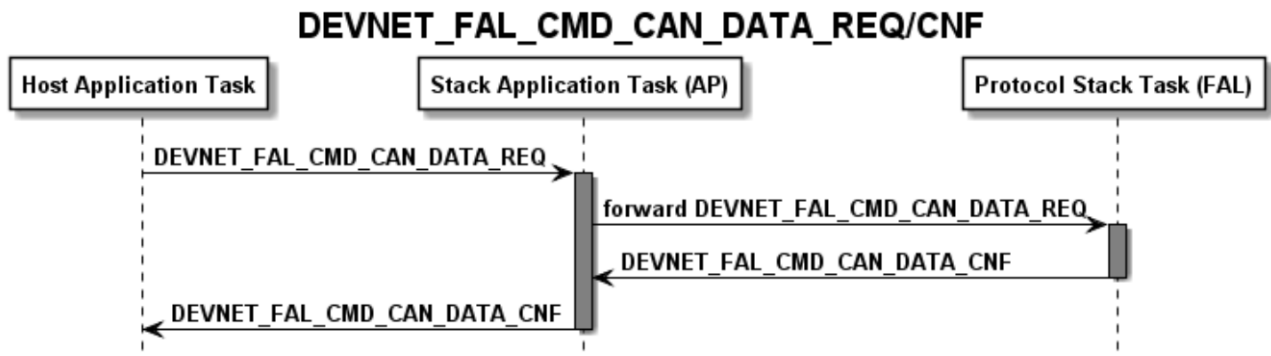 DEVNET_FAL_CMD_CAN_DATA_REQ/CNF
Host Application Task
Stack Application Task (AP)
Protocol Stack Task (FAL)
DEVNET_FAL_CMD_CAN_DATA_REQ
forward DEVNET_FAL_CMD_CAN_DATA_REQ
DEVNET_FAL_CMD_CAN_DATA_CNF
DEVNET_FAL_CMD_CAN_DATA_CNF